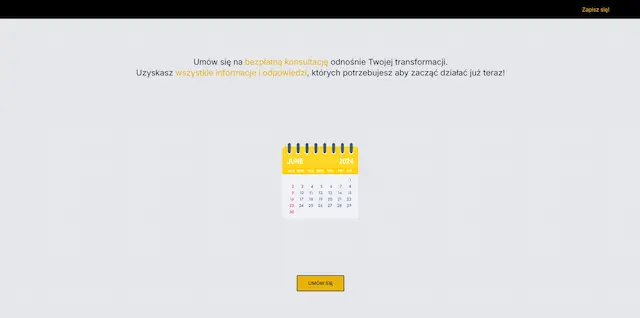 Zapisz się!
Umów się na bezpłatną konsultację odnośnie Twojej transformacji.
Uzyskasz wszystkie informacje i odpowiedzi, których potrzebujesz aby zacząć działać już teraz!
JUNE 2024
SUN MON TUE WED THU FRI SAT
1
2 3 4 5 6 7 8
9 10 11 12 13 14 15
16 17 18 19 20 21 22
23 24 25 26 27 28 29
30
UMÓW SIĘ